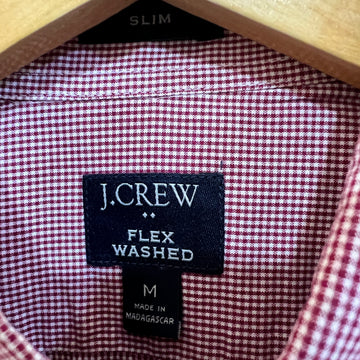 SLIM
J.CREW
FLEX
WASHED
M
MADE IN
MADAGASCAR